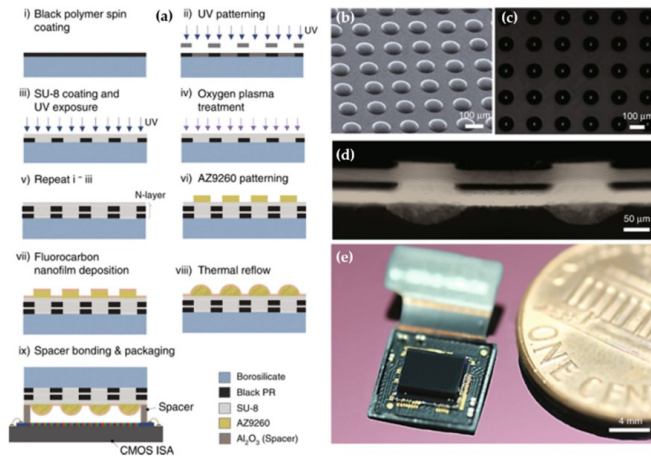 i) Black polymer spin
coating
(a)
ii) UV patterning
UV
iii) SU-8 coating and
UV exposure
UV
iv) Oxygen plasma
treatment
v) Repeat i – iii
N-layer
vi) AZ9260 patterning
vii) Fluorocarbon
nanofilm deposition
viii) Thermal reflow
ix) Spacer bonding & packaging
Spacer
CMOS ISA
Borosilicate
Black PR
SU-8
AZ9260
Al₂O₃ (Spacer)
(b)
100 μm
(c)
100 μm
(d)
50 μm
(e)
ONE CENT
4 mm